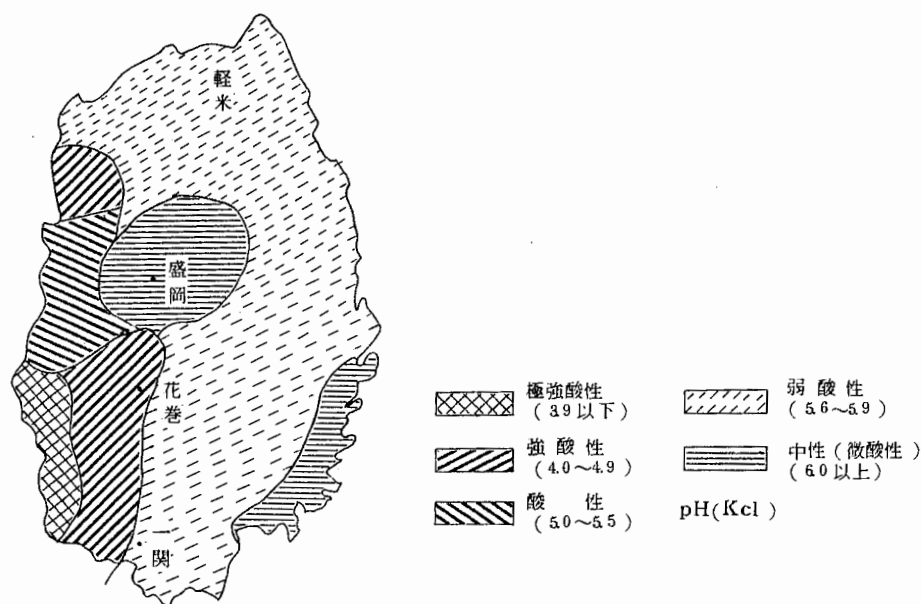 軽米
盛岡
花巻
一関
極強酸性
(3.9以下)
強酸性
(4.0～4.9)
酸性
(5.0～5.5)
弱酸性
(5.6～5.9)
中性(微酸性)
(6.0以上)
pH(Kcl)